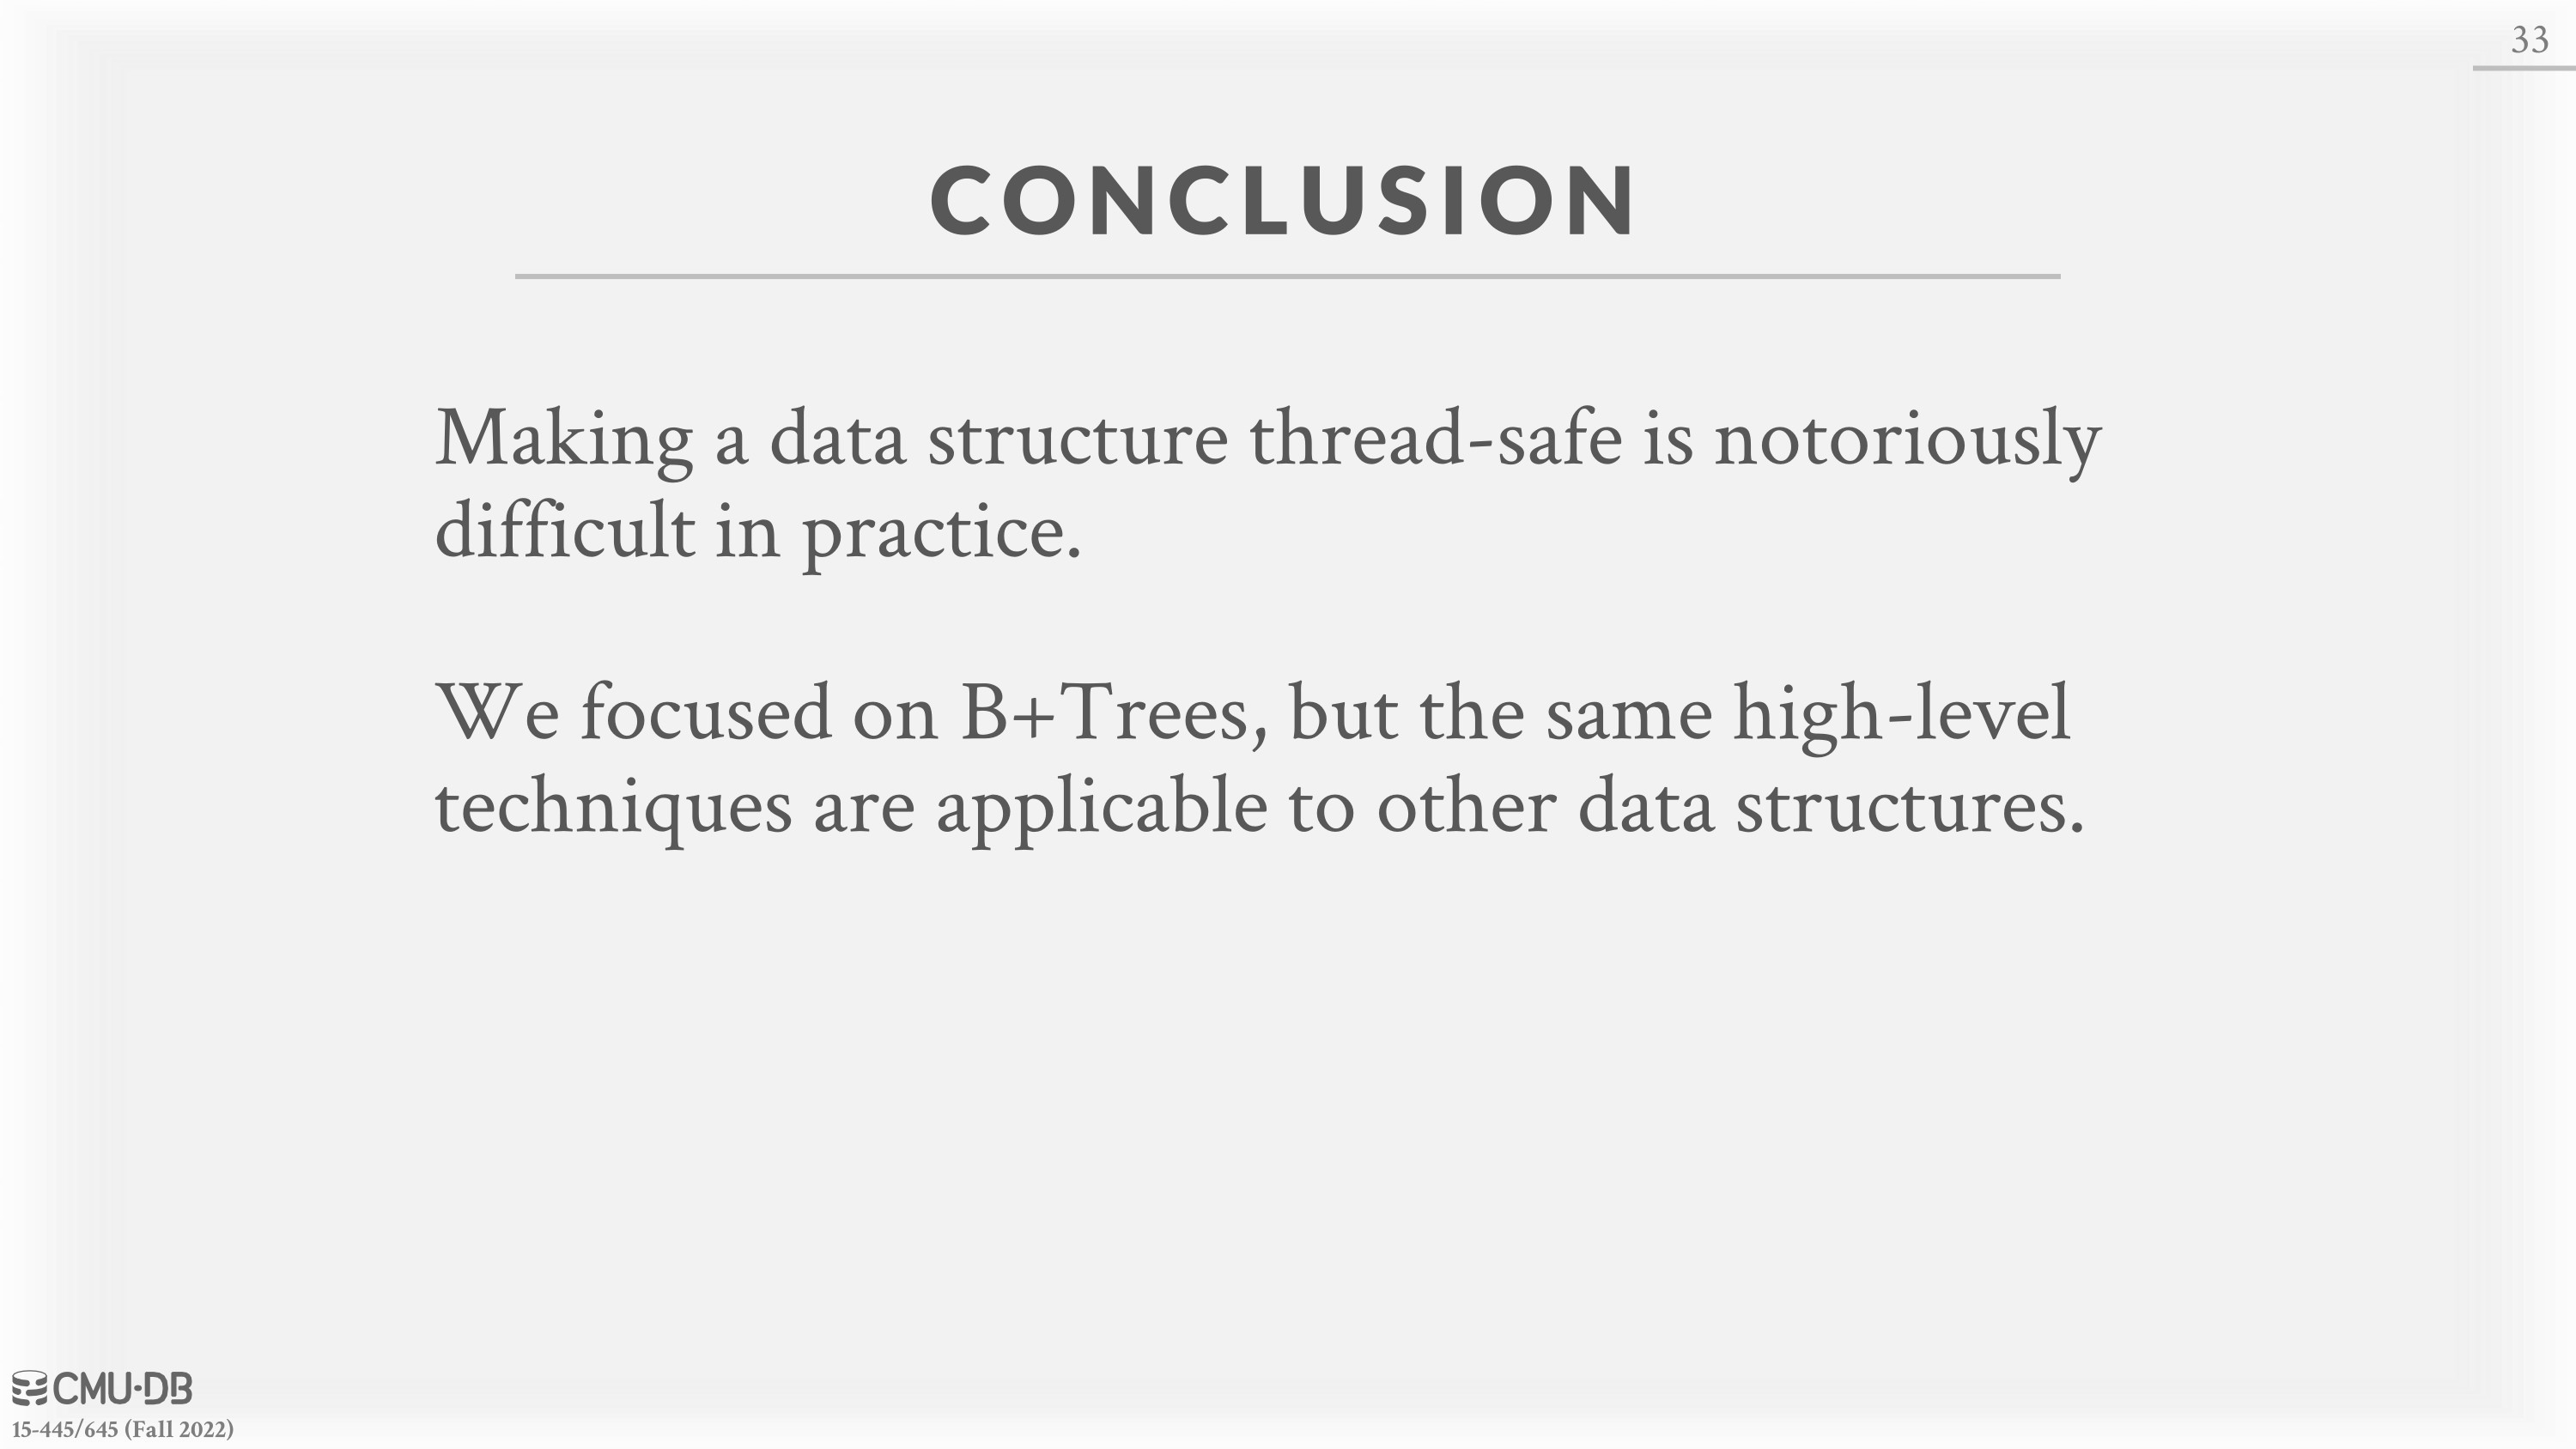 33
CONCLUSION
Making a data structure thread-safe is notoriously
difficult in practice.
We focused on B+Trees, but the same high-level
techniques are applicable to other data structures.
CMU·DB
15-445/645 (Fall 2022)